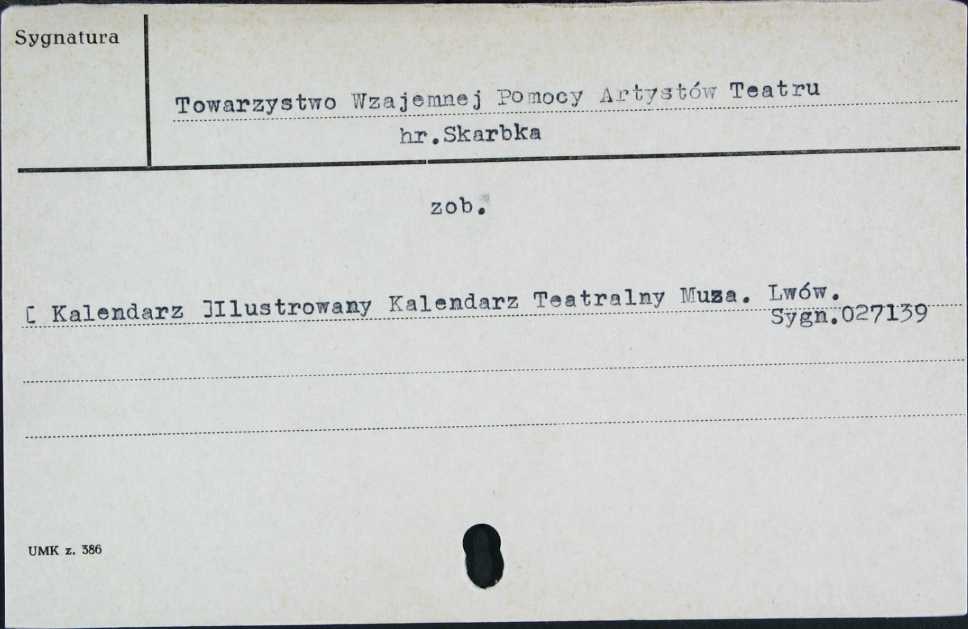 Sygnatura
Towarzystwo Wzajemnej Pomocy Artystów Teatru
hr.Skarbka
zob.
[ Kalendarz ]Ilustrowany Kalendarz Teatralny Muza. Lwów.
Sygn.027139
UMK z. 386